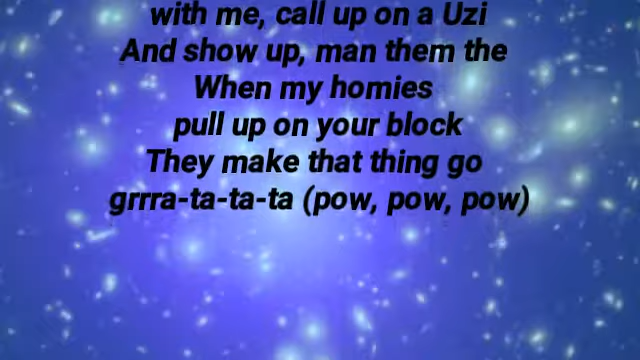 with me, call up on a Uzi
And show up, man them the
When my homies
pull up on your block
They make that thing go
grrra-ta-ta-ta (pow, pow, pow)